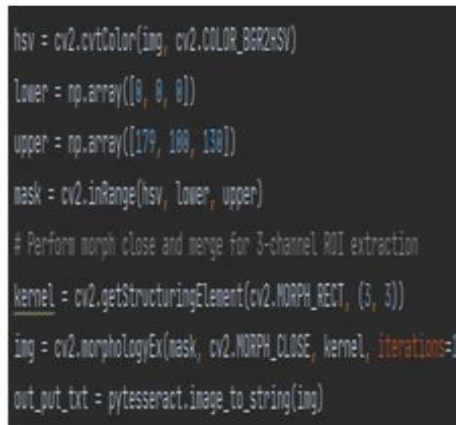 hsv = cv2.cvtColor(img, cv2.COLOR_BGR2HSV)
lower = np.array([0, 0, 0])
upper = np.array([179, 100, 130])
mask = cv2.inRange(hsv, lower, upper)
# Perform morph close and merge for 3-channel ROI extraction
kernel = cv2.getStructuringElement(cv2.MORPH_RECT, (3, 3))
img = cv2.morphologyEx(mask, cv2.MORPH_CLOSE, kernel, iterations=1
out_put_txt = pytesseract.image_to_string(img)